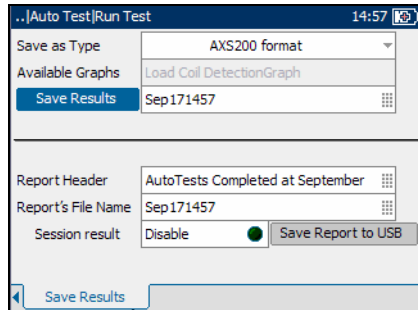 ..|Auto Test|Run Test 14:57
Save as Type AXS200 format
Available Graphs Load Coil DetectionGraph
Save Results Sep171457
Report Header AutoTests Completed at September
Report's File Name Sep171457
Session result Disable Save Report to USB
Save Results